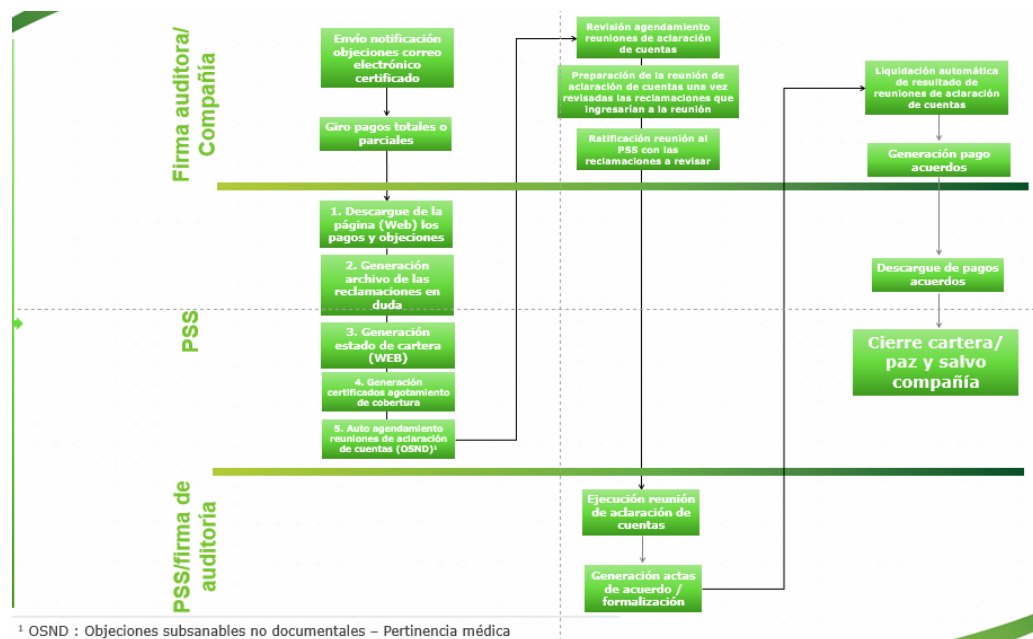 Firma auditora/
Compañía
Envío notificación
objeciones correo
electrónico
certificado
Giro pagos totales o
parciales
Revisión agendamiento
reuniones de aclaración
de cuentas
Preparación de la reunión de
aclaración de cuentas una vez
revisadas las reclamaciones que
ingresarían a la reunión
Ratificación reunión al
PSS con las
reclamaciones a revisar
Liquidación automática
de resultado de
reuniones de aclaración
de cuentas
Generación pago
acuerdos
PSS
1. Descargue de la
página (Web) los
pagos y objeciones
2. Generación
archivo de las
reclamaciones en
duda
3. Generación
estado de cartera
(WEB)
4. Generación
certificados agotamiento
de cobertura
5. Auto agendamiento
reuniones de aclaración
de cuentas (OSND)¹
Descargue de pagos
acuerdos
Cierre cartera/
paz y salvo
compañía
PSS/firma de
auditoría
Ejecución reunión
de aclaración de
cuentas
Generación actas
de acuerdo /
formalización
¹ OSND : Objeciones subsanables no documentales – Pertinencia médica